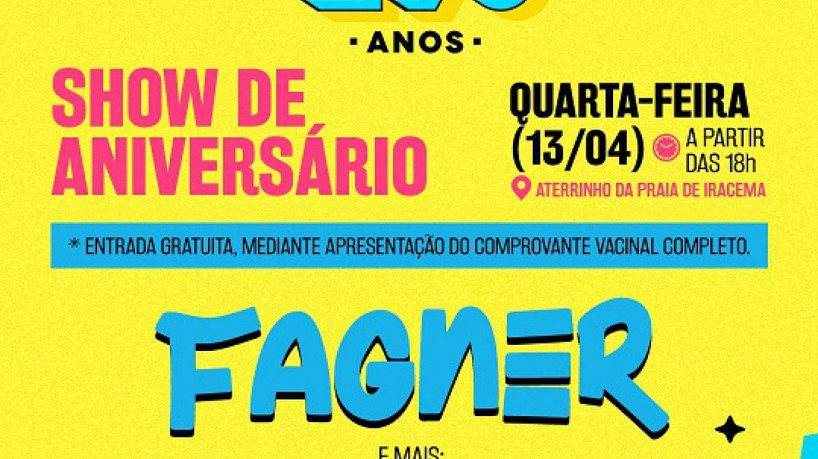 · ANOS ·
SHOW DE
ANIVERSÁRIO
QUARTA-FEIRA
(13/04) A PARTIR
DAS 18h
ATERRINHO DA PRAIA DE IRACEMA
* ENTRADA GRATUITA, MEDIANTE APRESENTAÇÃO DO COMPROVANTE VACINAL COMPLETO.
FAGNER
E MAIS: